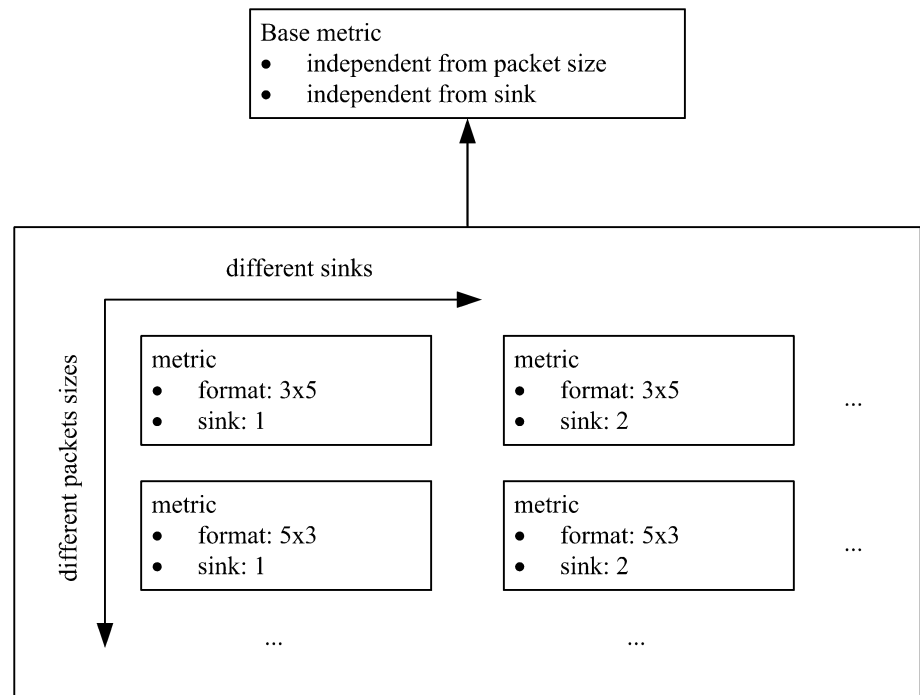 Base metric
• independent from packet size
• independent from sink
different sinks
different packets sizes
metric
• format: 3x5
• sink: 1
metric
• format: 3x5
• sink: 2
...
metric
• format: 5x3
• sink: 1
metric
• format: 5x3
• sink: 2
...
...
...